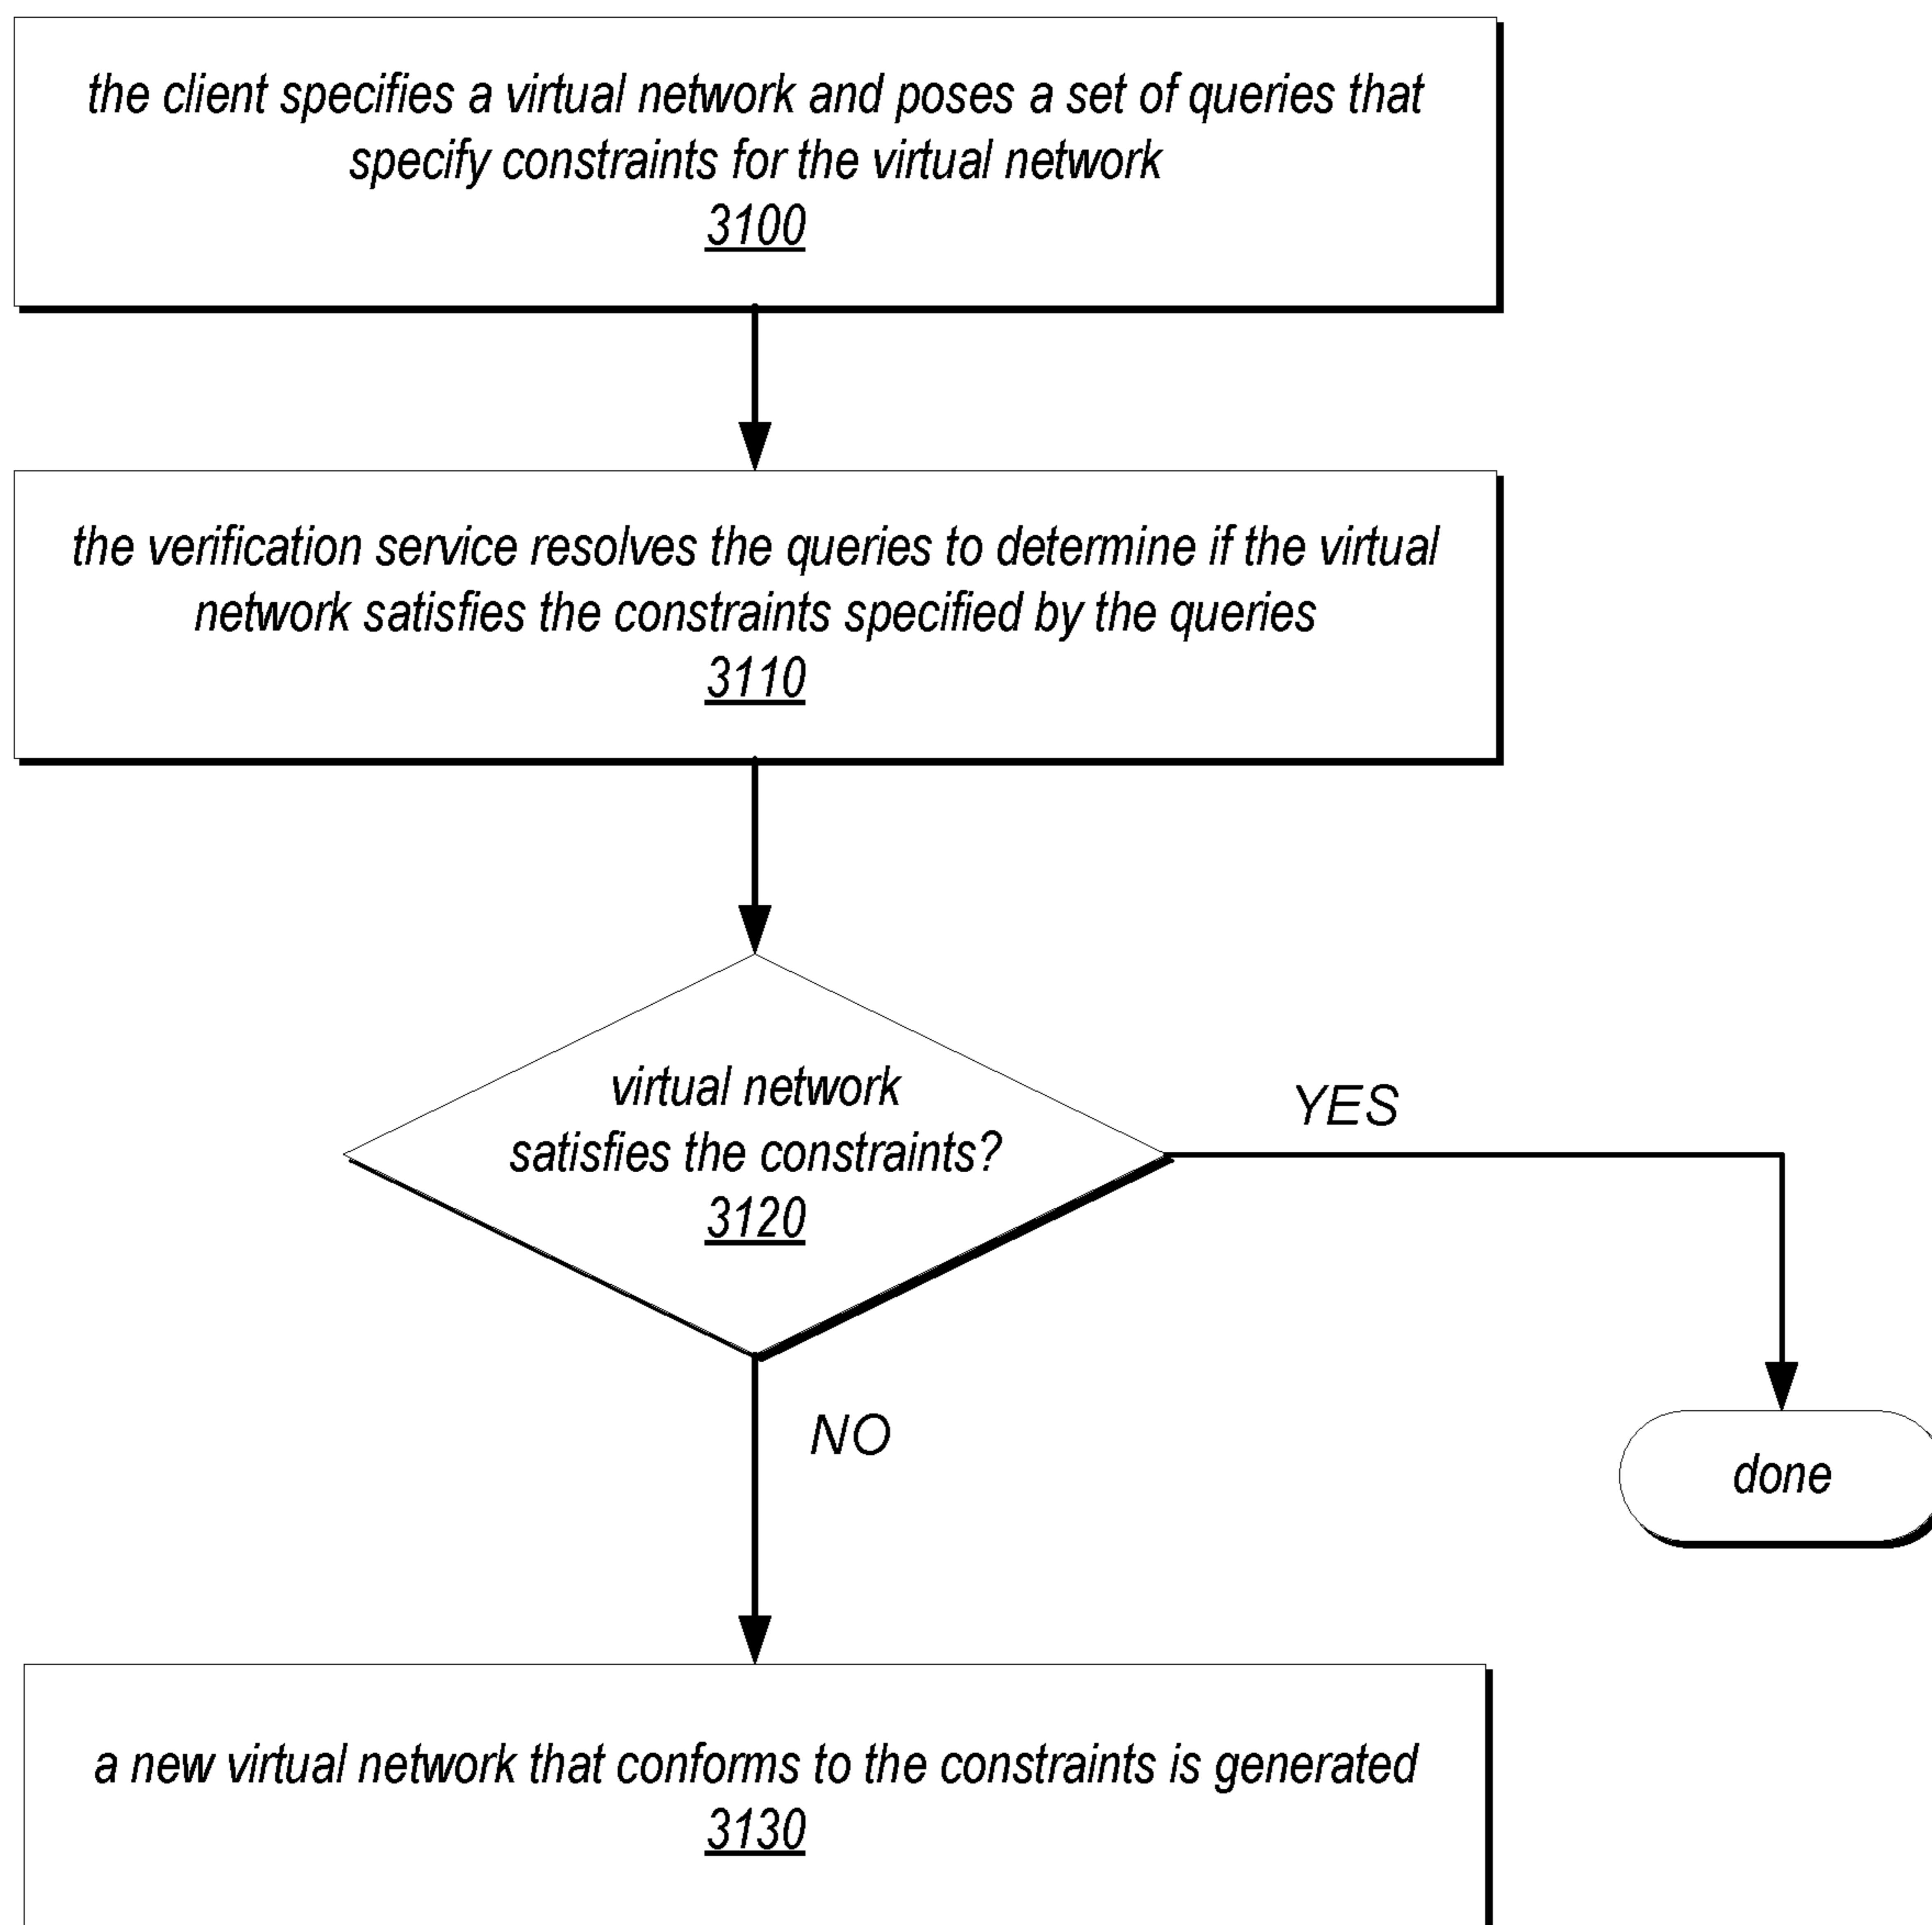 the client specifies a virtual network and poses a set of queries that
specify constraints for the virtual network
3100
the verification service resolves the queries to determine if the virtual
network satisfies the constraints specified by the queries
3110
virtual network
satisfies the constraints?
3120
YES
NO
done
a new virtual network that conforms to the constraints is generated
3130